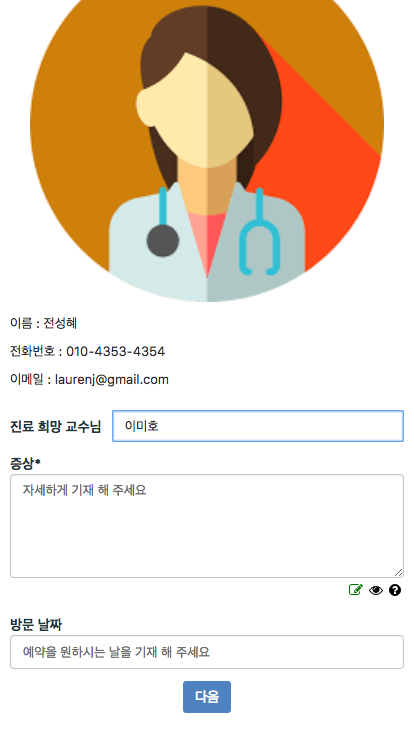 이름 : 전성혜
전화번호 : 010-4353-4354
이메일 : laurenj@gmail.com
진료 희망 교수님 이미호
증상*
자세하게 기재 해 주세요
방문 날짜
예약을 원하시는 날을 기재 해 주세요
다음